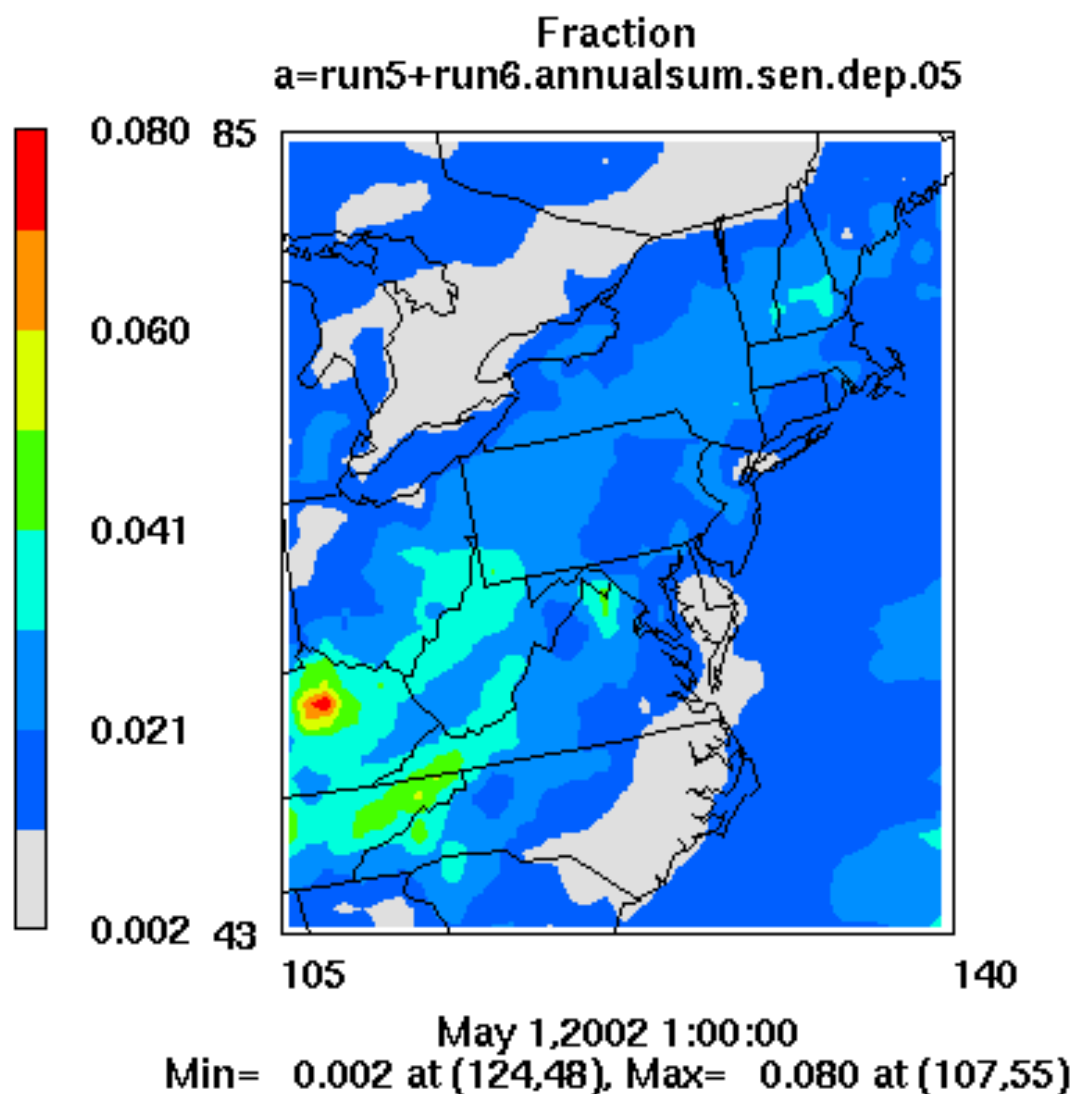 Fraction
a=run5+run6.annualsum.sen.dep.05
0.080
85
0.060
0.041
0.021
0.002
43
105
140
May 1,2002 1:00:00
Min= 0.002 at (124,48), Max= 0.080 at (107,55)